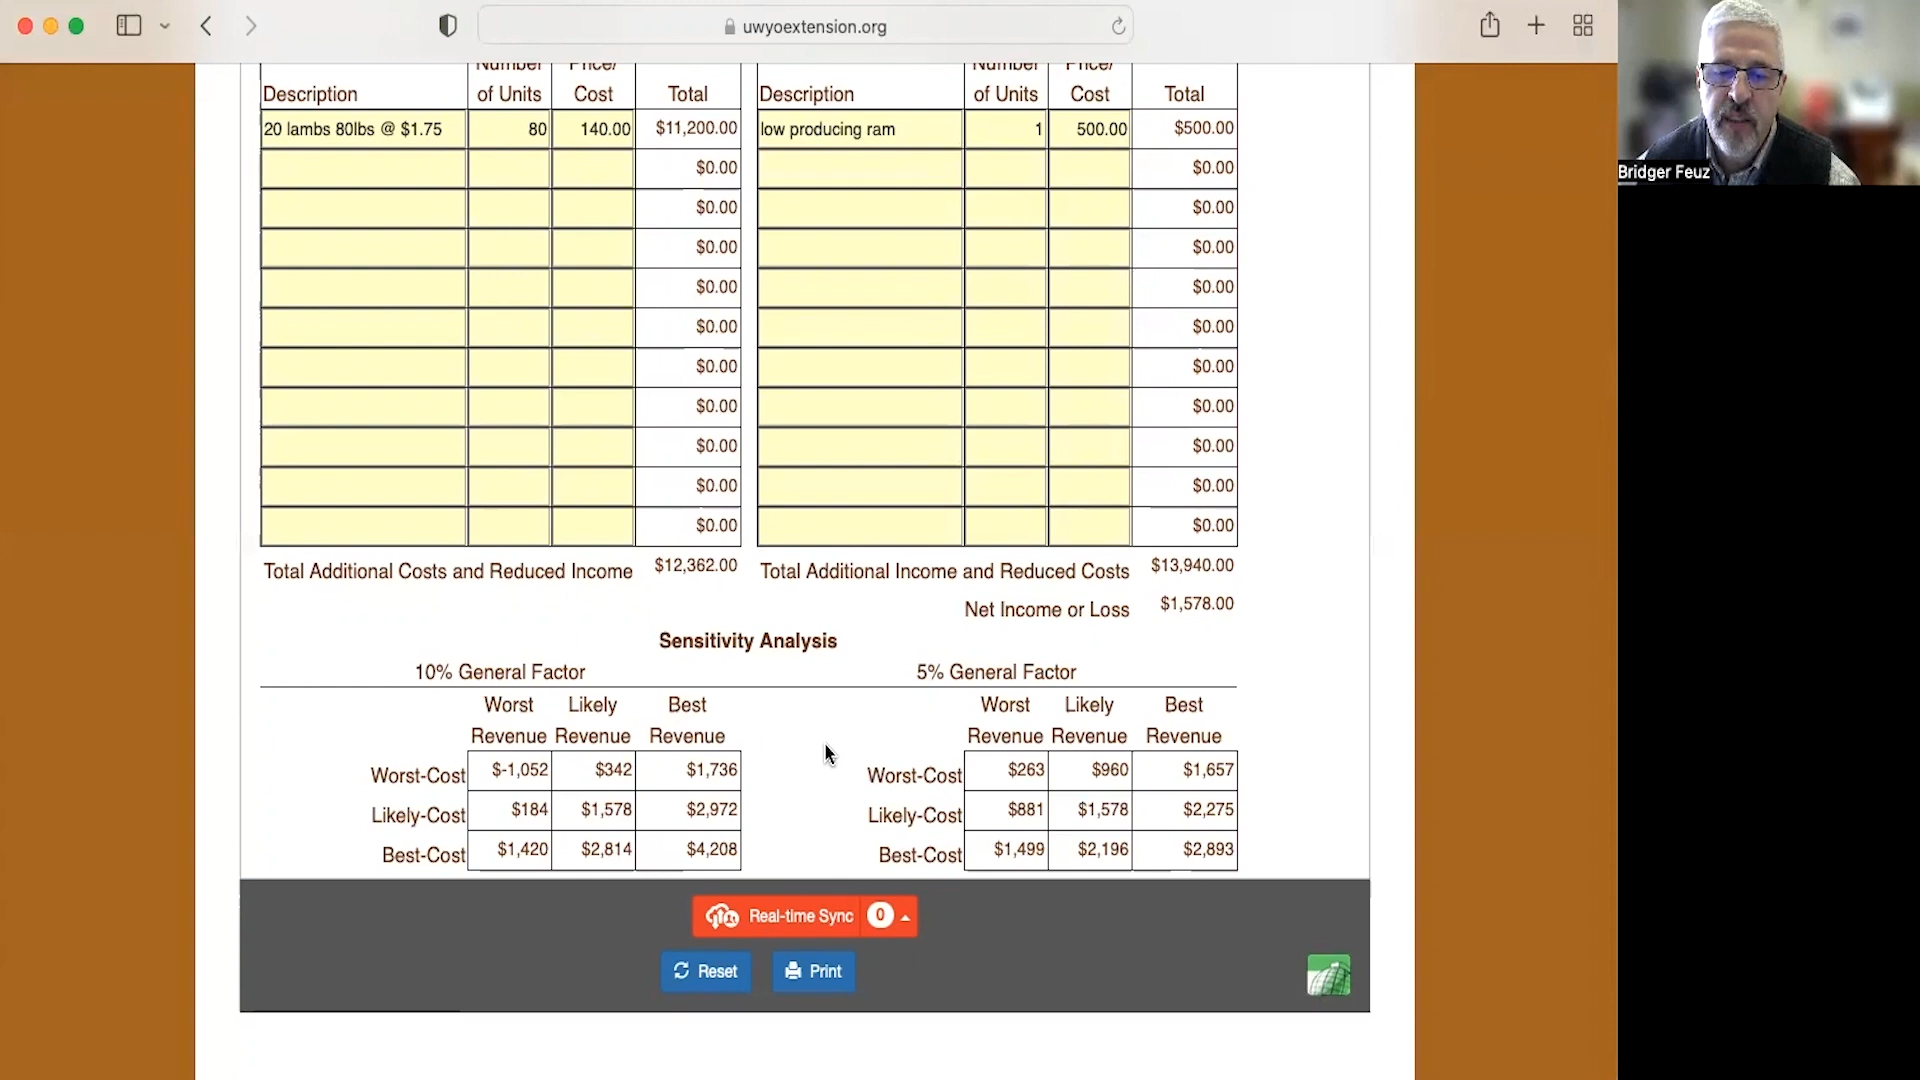 uwyoextension.org
Bridger Feuz
Number Price/ Number Price/
Description of Units Cost Total Description of Units Cost Total
20 lambs 80lbs @ $1.75 80 140.00 $11,200.00 low producing ram 1 500.00 $500.00
$0.00 $0.00
$0.00 $0.00
$0.00 $0.00
$0.00 $0.00
$0.00 $0.00
$0.00 $0.00
$0.00 $0.00
$0.00 $0.00
$0.00 $0.00
$0.00 $0.00
Total Additional Costs and Reduced Income $12,362.00 Total Additional Income and Reduced Costs $13,940.00
Net Income or Loss $1,578.00
Sensitivity Analysis
10% General Factor 5% General Factor
Worst Likely Best Worst Likely Best
Revenue Revenue Revenue Revenue Revenue Revenue
Worst-Cost $-1,052 $342 $1,736 Worst-Cost $263 $960 $1,657
Likely-Cost $184 $1,578 $2,972 Likely-Cost $881 $1,578 $2,275
Best-Cost $1,420 $2,814 $4,208 Best-Cost $1,499 $2,196 $2,893
Real-time Sync 0
Reset Print